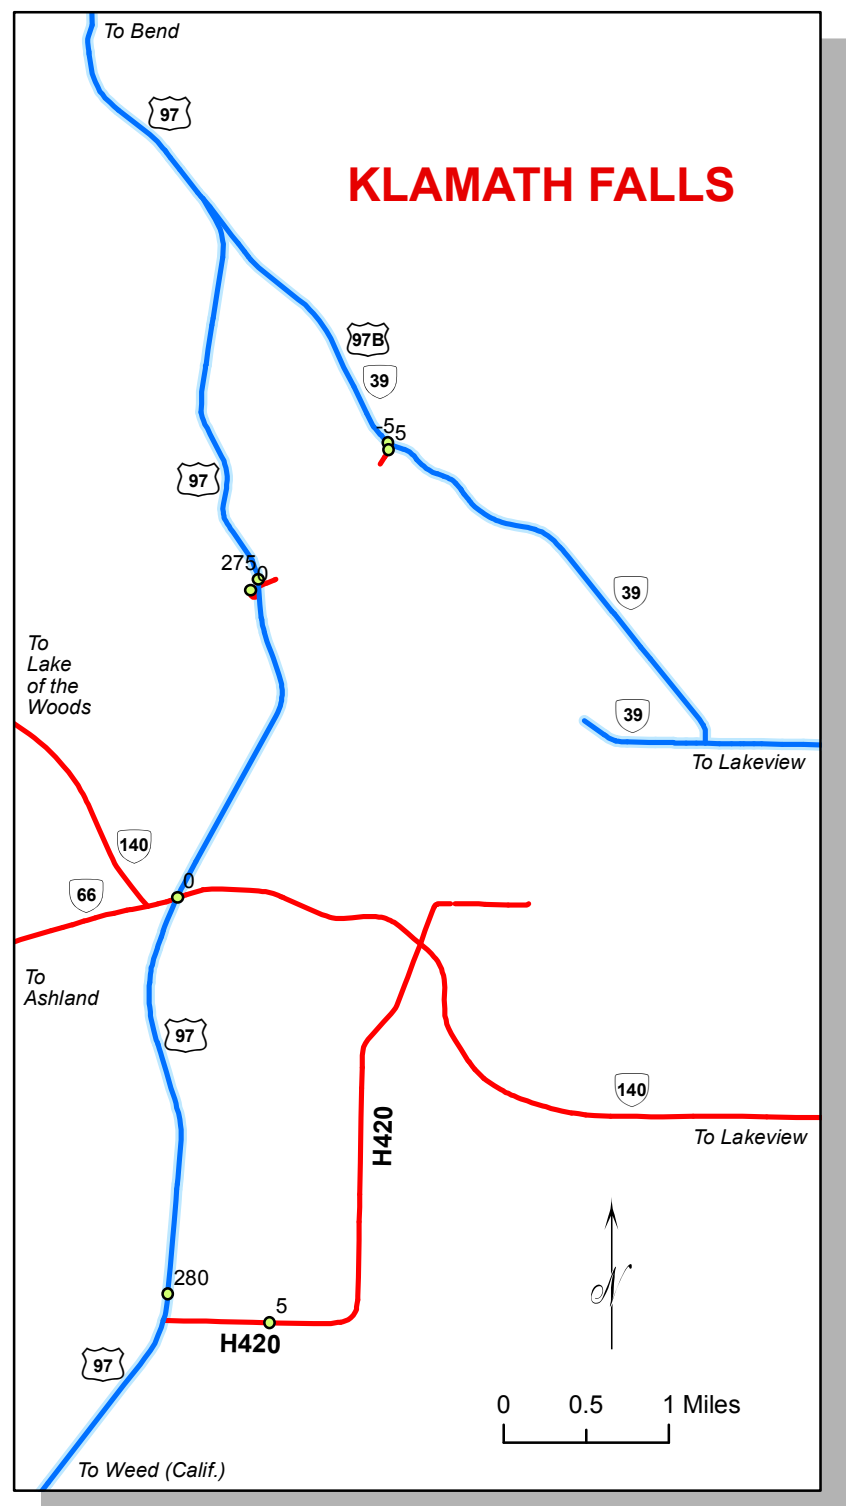 To Bend
97
KLAMATH FALLS
97B
39
-5
5
97
275
0
39
To
Lake
of the
Woods
39
To Lakeview
140
66
0
To
Ashland
97
140
H420
To Lakeview
N
280
5
H420
97
0 0.5 1 Miles
To Weed (Calif.)